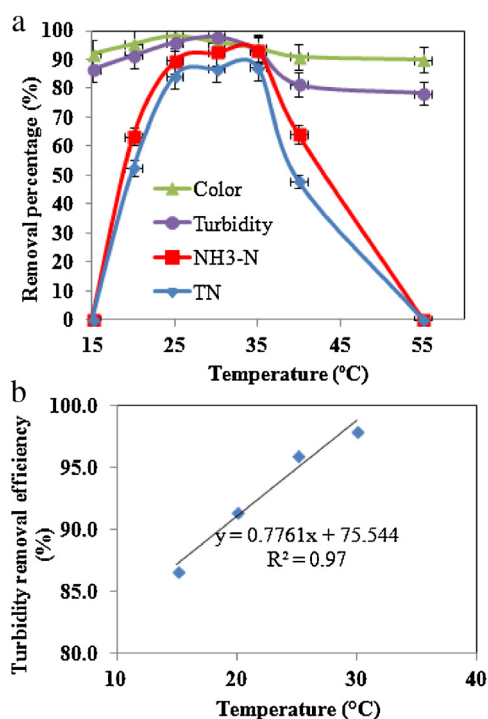 a
Removal percentage (%)
100
90
80
70
60
50
40
30
20
10
0
Color
Turbidity
NH3-N
TN
15 25 35 45 55
Temperature (ºC)
b
Turbidity removal efficiency
(%)
100.0
95.0
90.0
85.0
80.0
y = 0.7761x + 75.544
R² = 0.97
10 20 30 40
Temperature (°C)